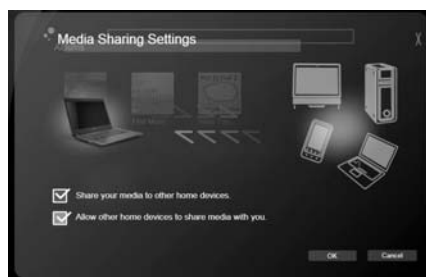 Media Sharing Settings
X
Share your media to other home devices.
Allow other home devices to share media with you.
OK
Cancel